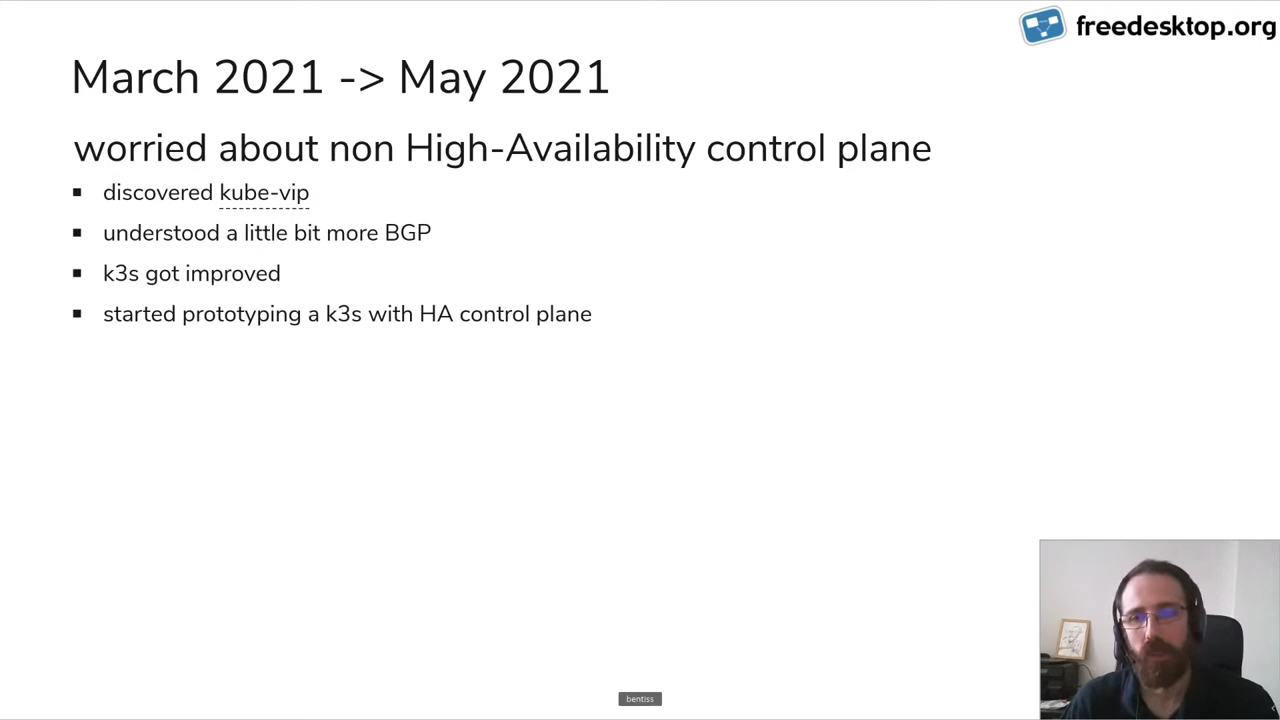 freedesktop.org
March 2021 -> May 2021
worried about non High-Availability control plane
▪ discovered kube-vip
▪ understood a little bit more BGP
▪ k3s got improved
▪ started prototyping a k3s with HA control plane
bentiss